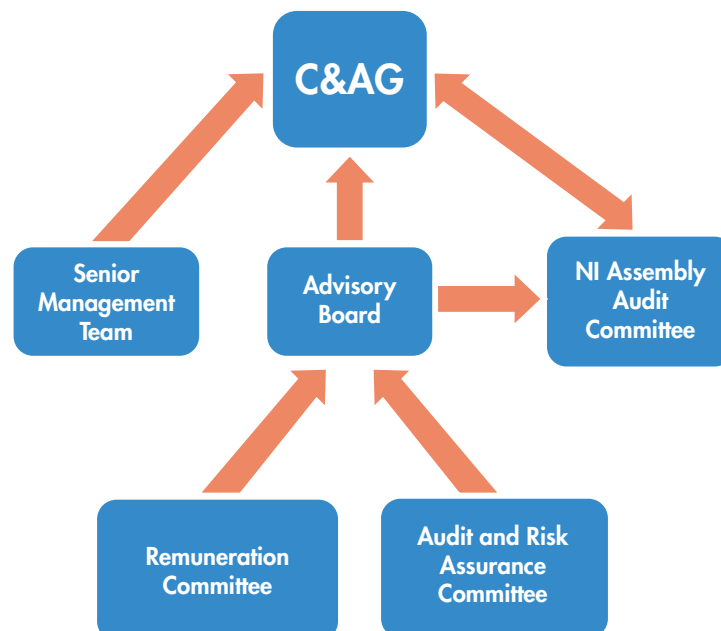 C&AG
Senior
Management
Team
Advisory
Board
NI Assembly
Audit
Committee
Remuneration
Committee
Audit and Risk
Assurance
Committee